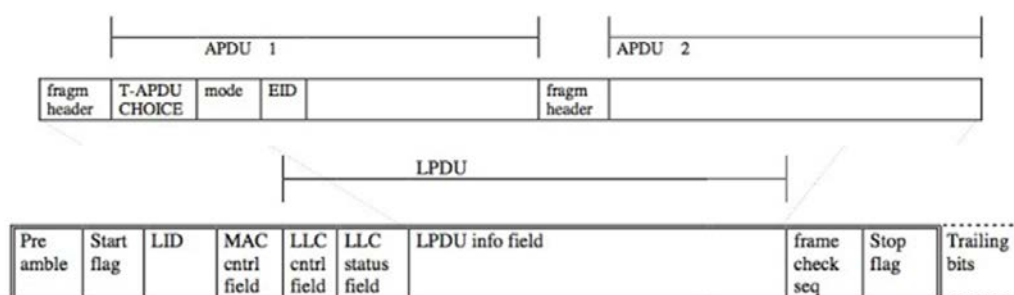 APDU 1
APDU 2
fragm header
T-APDU CHOICE
mode
EID
fragm header
LPDU
Pre amble
Start flag
LID
MAC cntrl field
LLC cntrl field
LLC status field
LPDU info field
frame check seq
Stop flag
Trailing bits